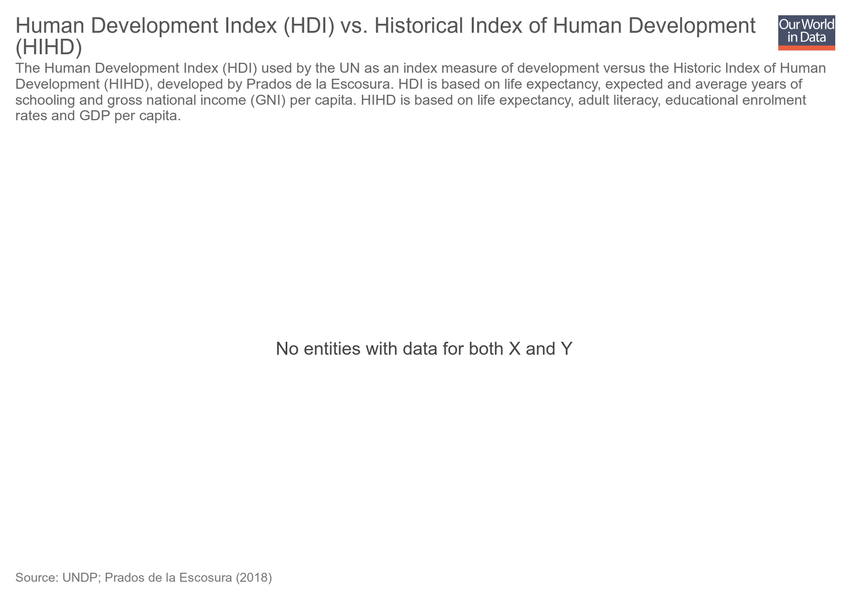 Human Development Index (HDI) vs. Historical Index of Human Development
(HIHD)
Our World
in Data
The Human Development Index (HDI) used by the UN as an index measure of development versus the Historic Index of Human
Development (HIHD), developed by Prados de la Escosura. HDI is based on life expectancy, expected and average years of
schooling and gross national income (GNI) per capita. HIHD is based on life expectancy, adult literacy, educational enrolment
rates and GDP per capita.
No entities with data for both X and Y
Source: UNDP; Prados de la Escosura (2018)